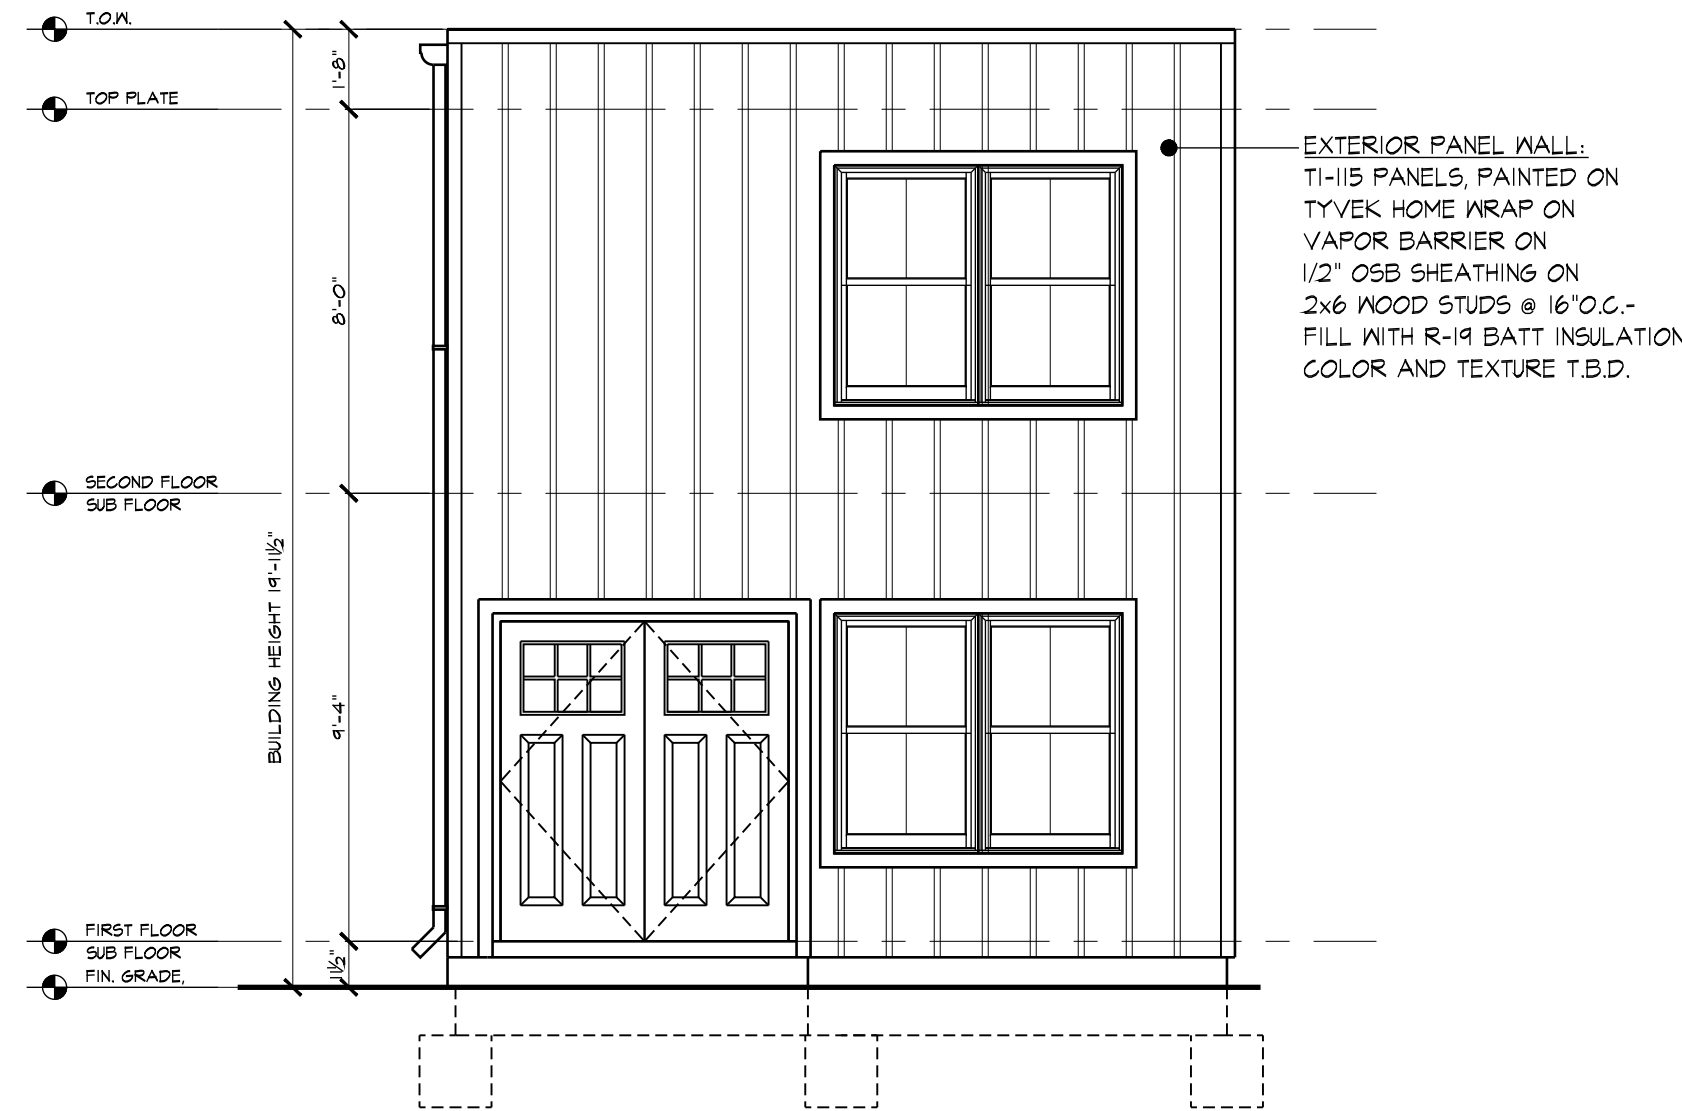 T.O.W.
1'-8"
TOP PLATE
EXTERIOR PANEL WALL:
T1-115 PANELS, PAINTED ON
TYVEK HOME WRAP ON
VAPOR BARRIER ON
1/2" OSB SHEATHING ON
2x6 WOOD STUDS @ 16"O.C.-
FILL WITH R-19 BATT INSULATION
COLOR AND TEXTURE T.B.D.
8'-0"
SECOND FLOOR
SUB FLOOR
BUILDING HEIGHT 19'-11½"
9'-4"
FIRST FLOOR
SUB FLOOR
11½"
FIN. GRADE,